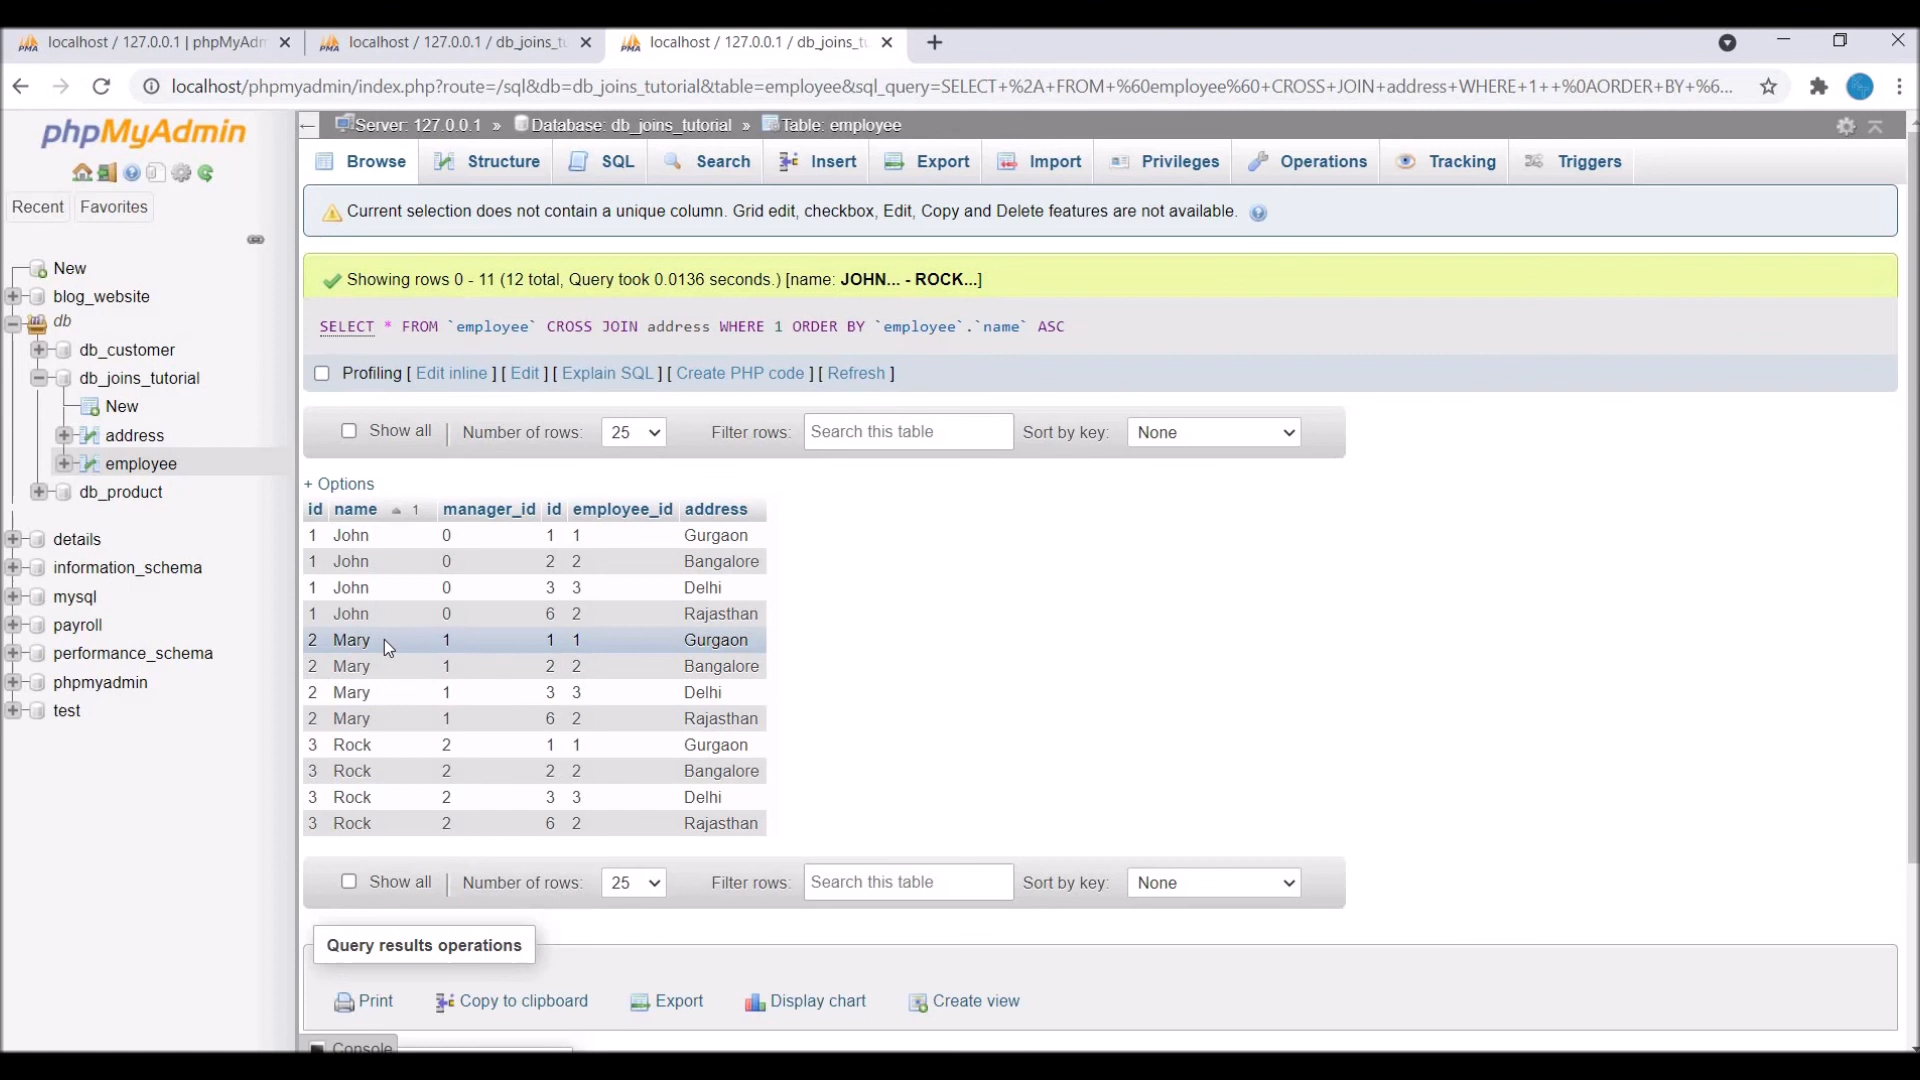 localhost / 127.0.0.1 | phpMyAdm
localhost / 127.0.0.1 / db_joins_tu
localhost / 127.0.0.1 / db_joins_tu
localhost/phpmyadmin/index.php?route=/sql&db=db_joins_tutorial&table=employee&sql_query=SELECT+%2A+FROM+%60employee%60+CROSS+JOIN+address+WHERE+1++%0AORDER+BY+%6...
phpMyAdmin
Recent Favorites
New
blog_website
db
db_customer
db_joins_tutorial
New
address
employee
db_product
details
information_schema
mysql
payroll
performance_schema
phpmyadmin
test
Server: 127.0.0.1 » Database: db_joins_tutorial » Table: employee
Browse Structure SQL Search Insert Export Import Privileges Operations Tracking Triggers
Current selection does not contain a unique column. Grid edit, checkbox, Edit, Copy and Delete features are not available.
Showing rows 0 - 11 (12 total, Query took 0.0136 seconds.) [name: JOHN... - ROCK...]
SELECT * FROM `employee` CROSS JOIN address WHERE 1 ORDER BY `employee`.`name` ASC
Profiling [ Edit inline ] [ Edit ] [ Explain SQL ] [ Create PHP code ] [ Refresh ]
Show all | Number of rows: 25 Filter rows: Search this table Sort by key: None
+ Options
id name 1 manager_id id employee_id address
1 John 0 1 1 Gurgaon
1 John 0 2 2 Bangalore
1 John 0 3 3 Delhi
1 John 0 6 2 Rajasthan
2 Mary 1 1 1 Gurgaon
2 Mary 1 2 2 Bangalore
2 Mary 1 3 3 Delhi
2 Mary 1 6 2 Rajasthan
3 Rock 2 1 1 Gurgaon
3 Rock 2 2 2 Bangalore
3 Rock 2 3 3 Delhi
3 Rock 2 6 2 Rajasthan
Show all | Number of rows: 25 Filter rows: Search this table Sort by key: None
Query results operations
Print Copy to clipboard Export Display chart Create view
Console